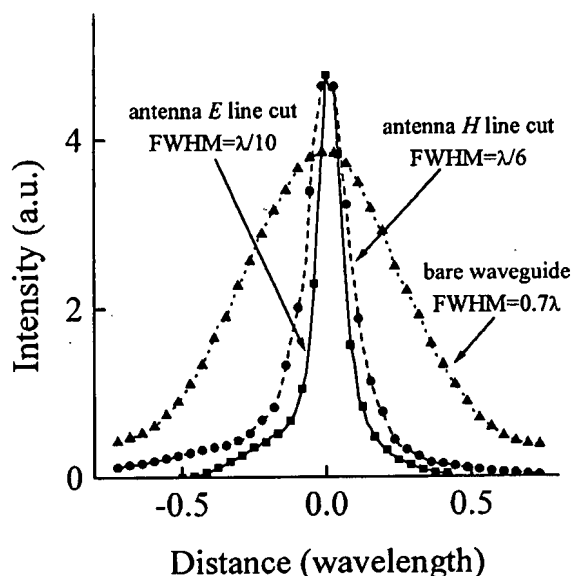 antenna E line cut
FWHM=λ/10
antenna H line cut
FWHM=λ/6
bare waveguide
FWHM=0.7λ
Intensity (a.u.)
4
2
0
-0.5
0.0
0.5
Distance (wavelength)